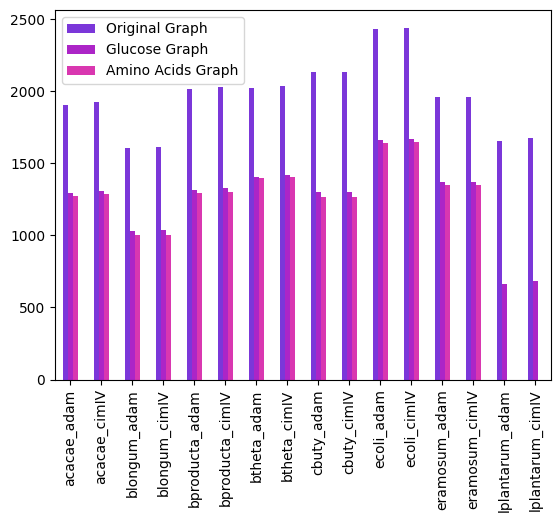 Original Graph
Glucose Graph
Amino Acids Graph
2500
2000
1500
1000
500
0
acacae_adam
acacae_cimIV
blongum_adam
blongum_cimIV
bproducta_adam
bproducta_cimIV
btheta_adam
btheta_cimIV
cbuty_adam
cbuty_cimIV
ecoli_adam
ecoli_cimIV
eramosum_adam
eramosum_cimIV
lplantarum_adam
lplantarum_cimIV